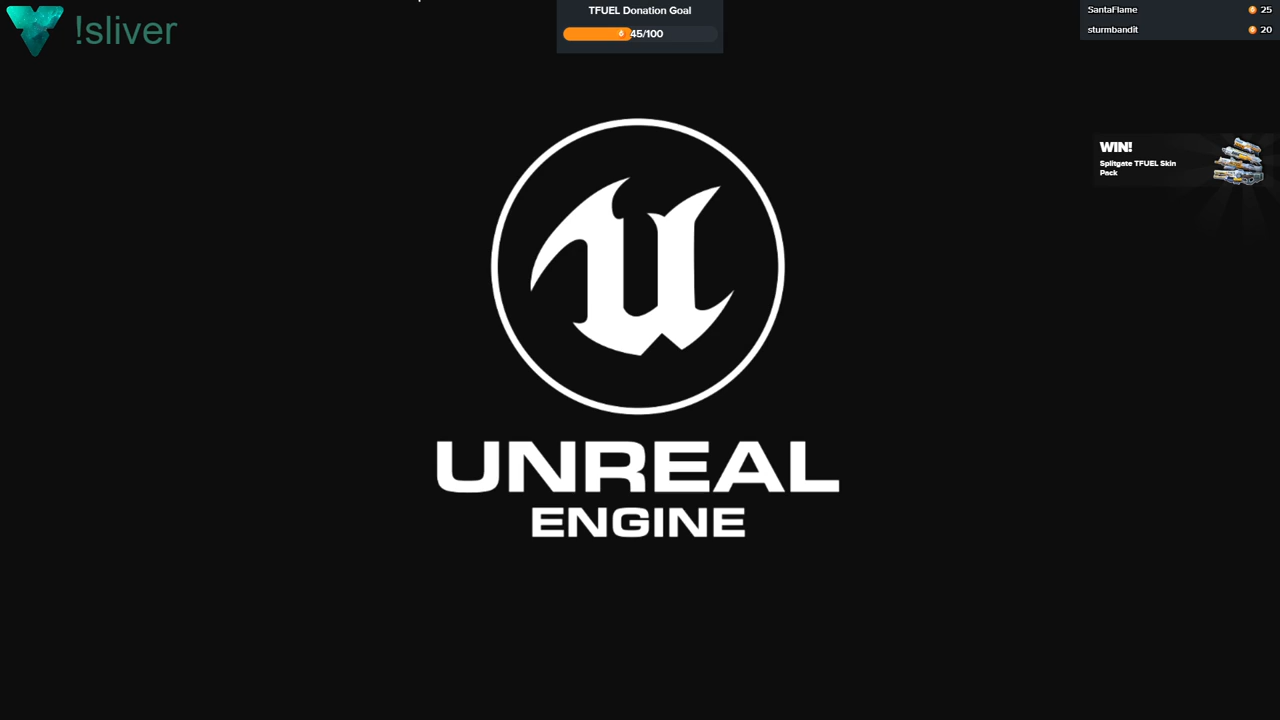 !sliver
TFUEL Donation Goal
45/100
SantaFlame 25
sturmbandit 20
WIN!
Splitgate TFUEL Skin
Pack
UNREAL
ENGINE